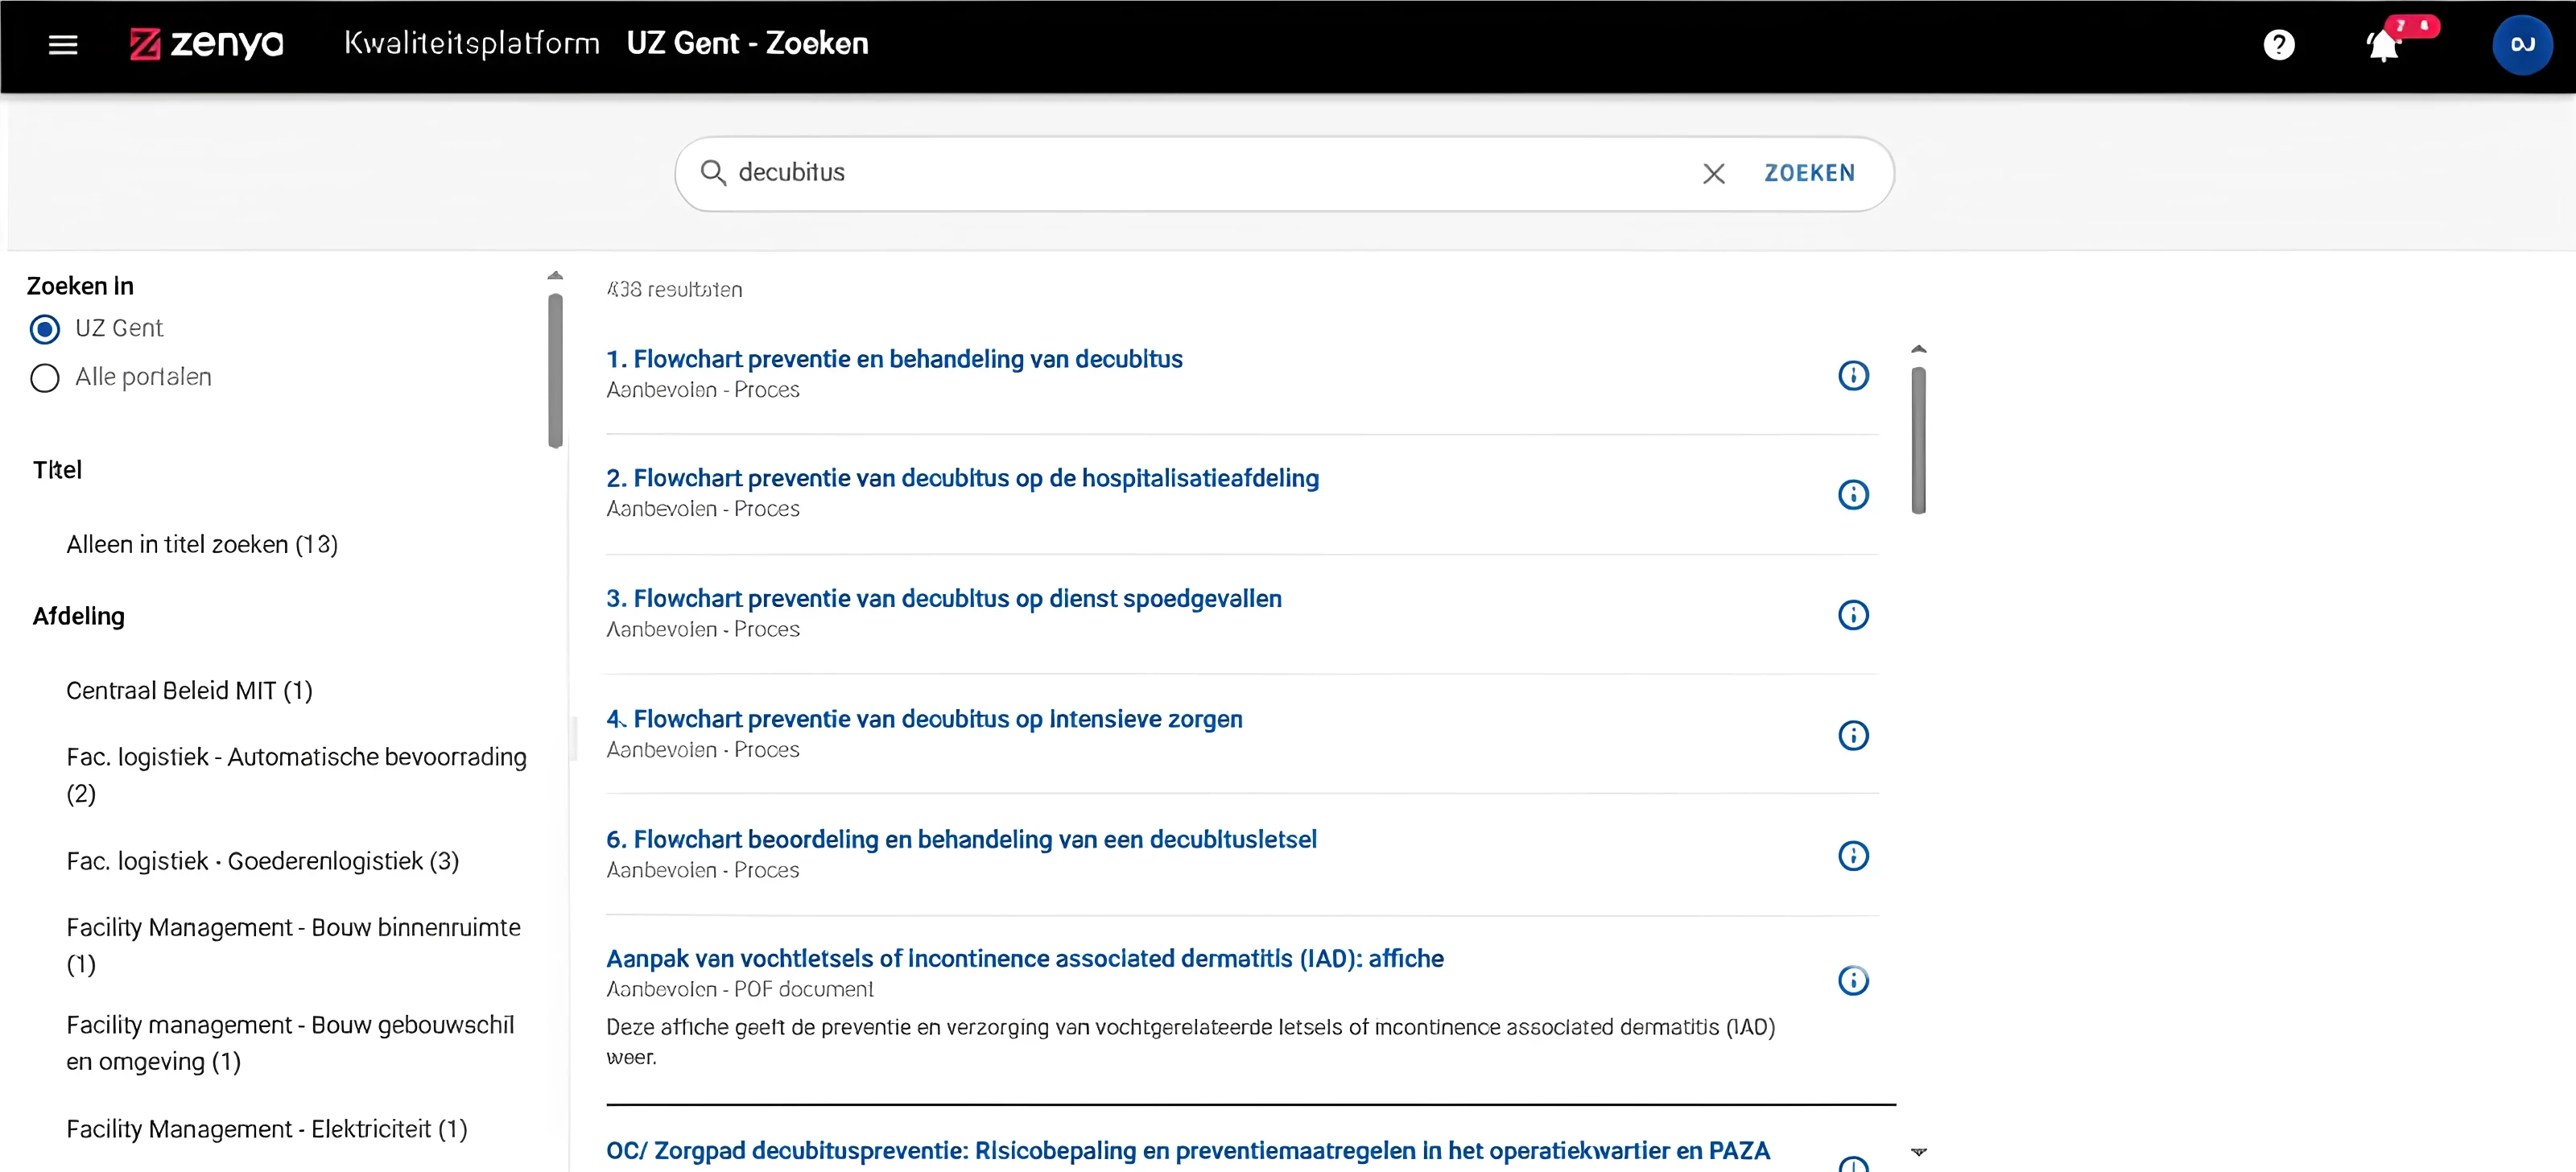 zenya Kwaliteitsplatform UZ Gent - Zoeken
decubitus ZOEKEN
Zoeken in
UZ Gent
Alle portalen
Titel
Alleen in titel zoeken (13)
Afdeling
Centraal Beleid MIT (1)
Fac. logistiek - Automatische bevoorrading
(2)
Fac. logistiek - Goederenlogistiek (3)
Facility Management - Bouw binnenruimte
(1)
Facility management - Bouw gebouwschil
en omgeving (1)
Facility Management - Elektriciteit (1)
438 resultaten
1. Flowchart preventie en behandeling van decubitus
Aanbevolen - Proces
2. Flowchart preventie van decubitus op de hospitalisatieafdeling
Aanbevolen - Proces
3. Flowchart preventie van decubitus op dienst spoedgevallen
Aanbevolen - Proces
4. Flowchart preventie van decubitus op Intensieve zorgen
Aanbevolen - Proces
6. Flowchart beoordeling en behandeling van een decubitusletsel
Aanbevolen - Proces
Aanpak van vochtletsels of incontinence associated dermatitis (IAD): affiche
Aanbevolen - PDF document
Deze affiche geeft de preventie en verzorging van vochtgerelateerde letsels of incontinence associated dermatitis (IAD)
weer.
OC/ Zorgpad decubituspreventie: Risicobepaling en preventiemaatregelen in het operatiekwartier en PAZA